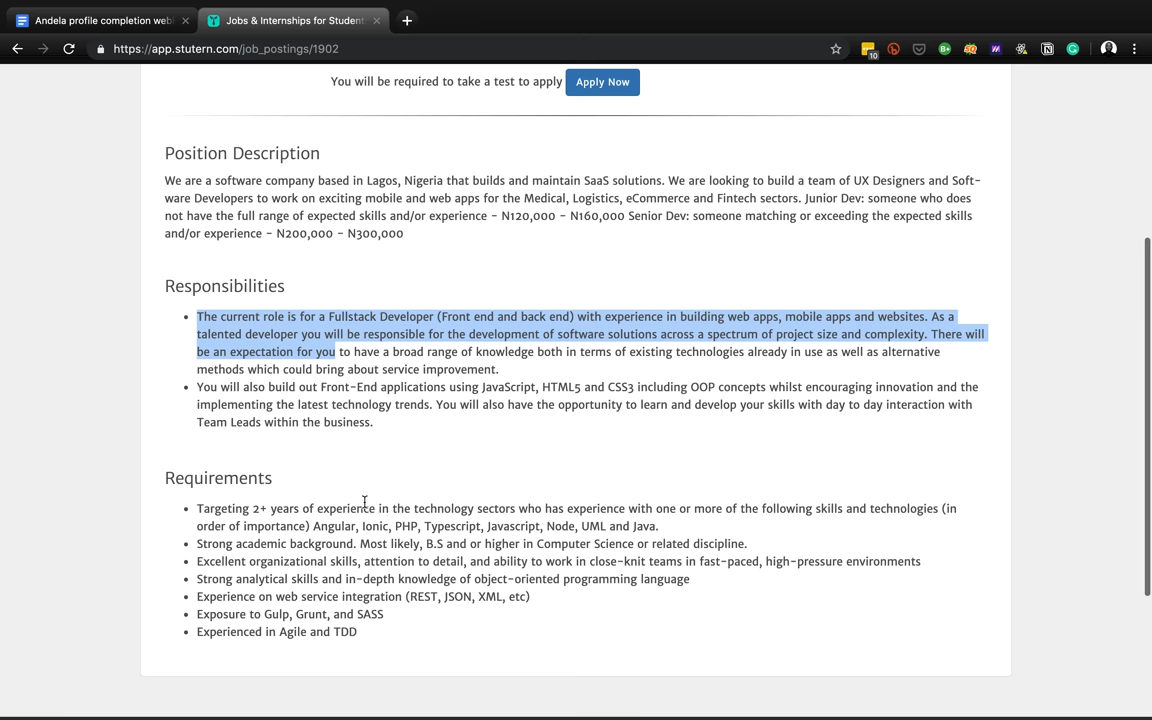 Andela profile completion web
Jobs & Internships for Student
https://app.stutern.com/job_postings/1902
10
You will be required to take a test to apply Apply Now
Position Description
We are a software company based in Lagos, Nigeria that builds and maintain SaaS solutions. We are looking to build a team of UX Designers and Soft-
ware Developers to work on exciting mobile and web apps for the Medical, Logistics, eCommerce and Fintech sectors. Junior Dev: someone who does
not have the full range of expected skills and/or experience - N120,000 - N160,000 Senior Dev: someone matching or exceeding the expected skills
and/or experience - N200,000 - N300,000
Responsibilities
• The current role is for a Fullstack Developer (Front end and back end) with experience in building web apps, mobile apps and websites. As a
talented developer you will be responsible for the development of software solutions across a spectrum of project size and complexity. There will
be an expectation for you to have a broad range of knowledge both in terms of existing technologies already in use as well as alternative
methods which could bring about service improvement.
• You will also build out Front-End applications using JavaScript, HTML5 and CSS3 including OOP concepts whilst encouraging innovation and the
implementing the latest technology trends. You will also have the opportunity to learn and develop your skills with day to day interaction with
Team Leads within the business.
Requirements
• Targeting 2+ years of experience in the technology sectors who has experience with one or more of the following skills and technologies (in
order of importance) Angular, Ionic, PHP, Typescript, Javascript, Node, UML and Java.
• Strong academic background. Most likely, B.S and or higher in Computer Science or related discipline.
• Excellent organizational skills, attention to detail, and ability to work in close-knit teams in fast-paced, high-pressure environments
• Strong analytical skills and in-depth knowledge of object-oriented programming language
• Experience on web service integration (REST, JSON, XML, etc)
• Exposure to Gulp, Grunt, and SASS
• Experienced in Agile and TDD